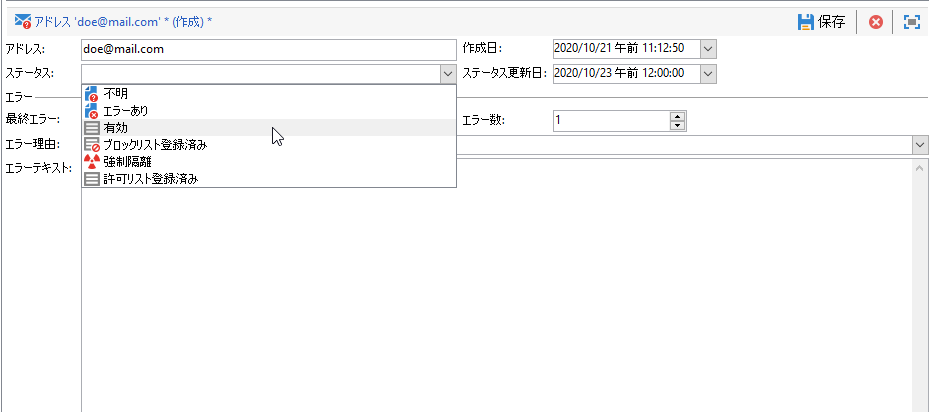 アドレス 'doe@mail.com' * (作成) *
保存
アドレス: doe@mail.com
作成日: 2020/10/21 午前 11:12:50
ステータス:
ステータス更新日: 2020/10/23 午前 12:00:00
不明
エラー
エラーあり
有効
最終エラー:
エラー数: 1
ブロックリスト登録済み
エラー理由:
強制隔離
エラーテキスト:
許可リスト登録済み